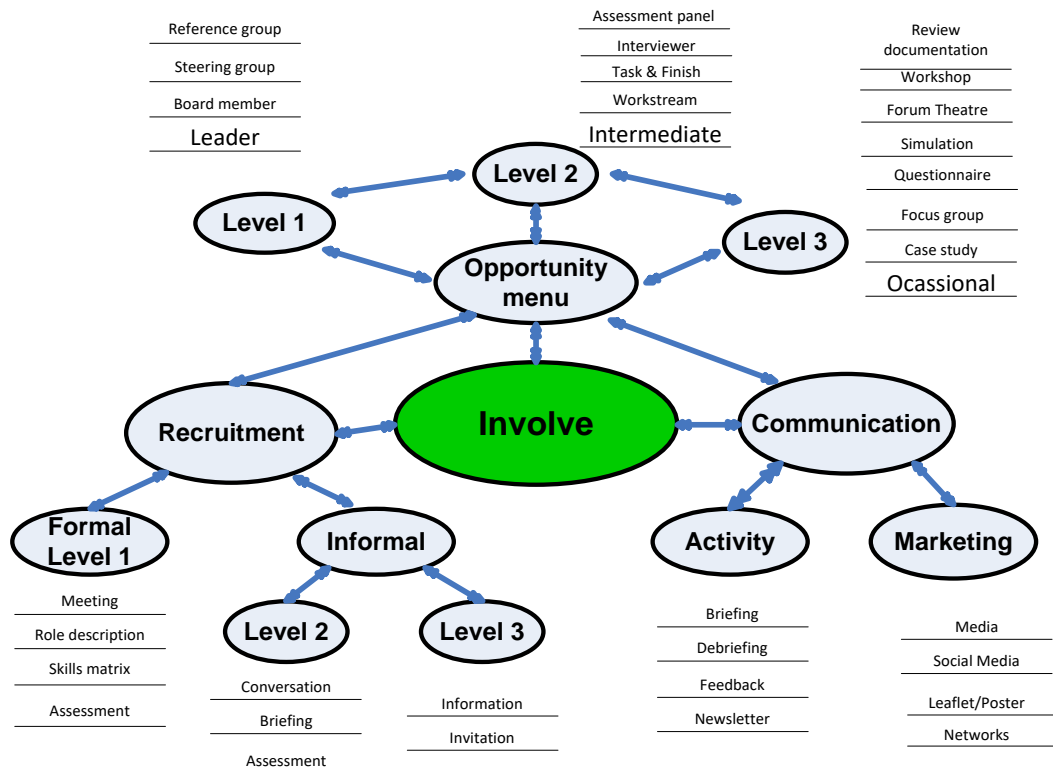 Reference group
Steering group
Board member
Leader
Assessment panel
Interviewer
Task & Finish
Workstream
Intermediate
Review
documentation
Workshop
Forum Theatre
Simulation
Questionnaire
Focus group
Case study
Ocassional
Level 1
Level 2
Level 3
Opportunity
menu
Recruitment
Involve
Communication
Formal
Level 1
Informal
Activity
Marketing
Level 2
Level 3
Meeting
Role description
Skills matrix
Assessment
Conversation
Briefing
Assessment
Information
Invitation
Briefing
Debriefing
Feedback
Newsletter
Media
Social Media
Leaflet/Poster
Networks